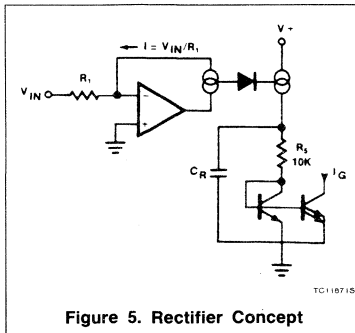 I = VIN/R1
V+
R1
VIN
−
+
R5
10K
CR
IG
TC11671S
Figure 5. Rectifier Concept